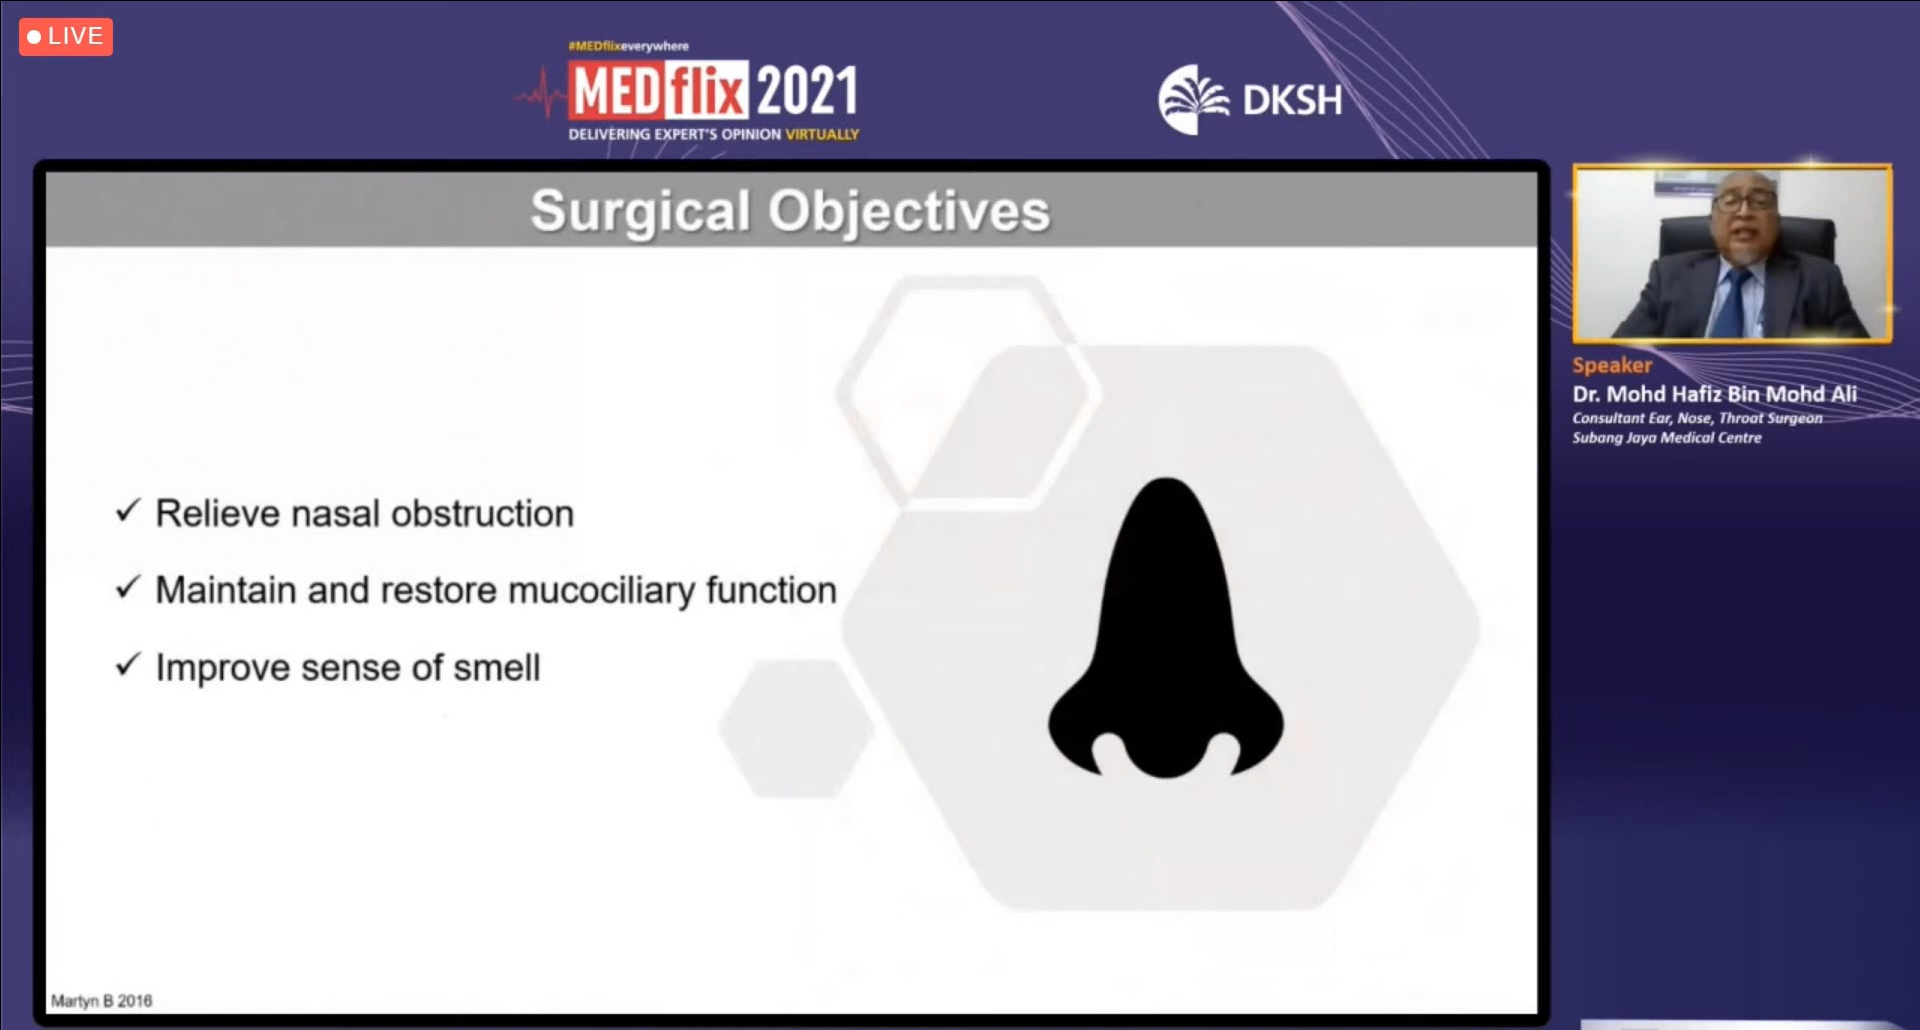 LIVE
#MEDflixeverywhere
MEDflix 2021
DELIVERING EXPERT'S OPINION VIRTUALLY
DKSH
Surgical Objectives
✓ Relieve nasal obstruction
✓ Maintain and restore mucociliary function
✓ Improve sense of smell
Martyn B 2016
Speaker
Dr. Mohd Hafiz Bin Mohd Ali
Consultant Ear, Nose, Throat Surgeon
Subang Jaya Medical Centre